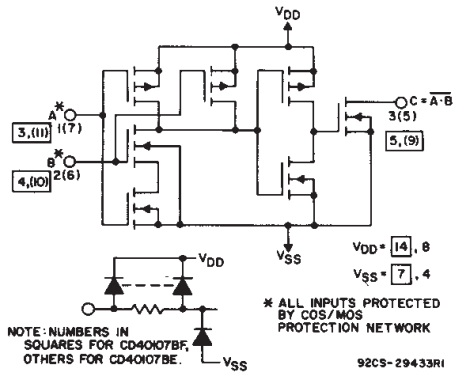 VDD
A*
1(7)
3,(11)
B*
2(6)
4,(10)
C = A·B
3(5)
5,(9)
VSS
VDD = 14, 8
VSS = 7, 4
* ALL INPUTS PROTECTED
BY COS/MOS
PROTECTION NETWORK
VDD
VSS
NOTE: NUMBERS IN
SQUARES FOR CD40107BF,
OTHERS FOR CD40107BE.
92CS-29433R1